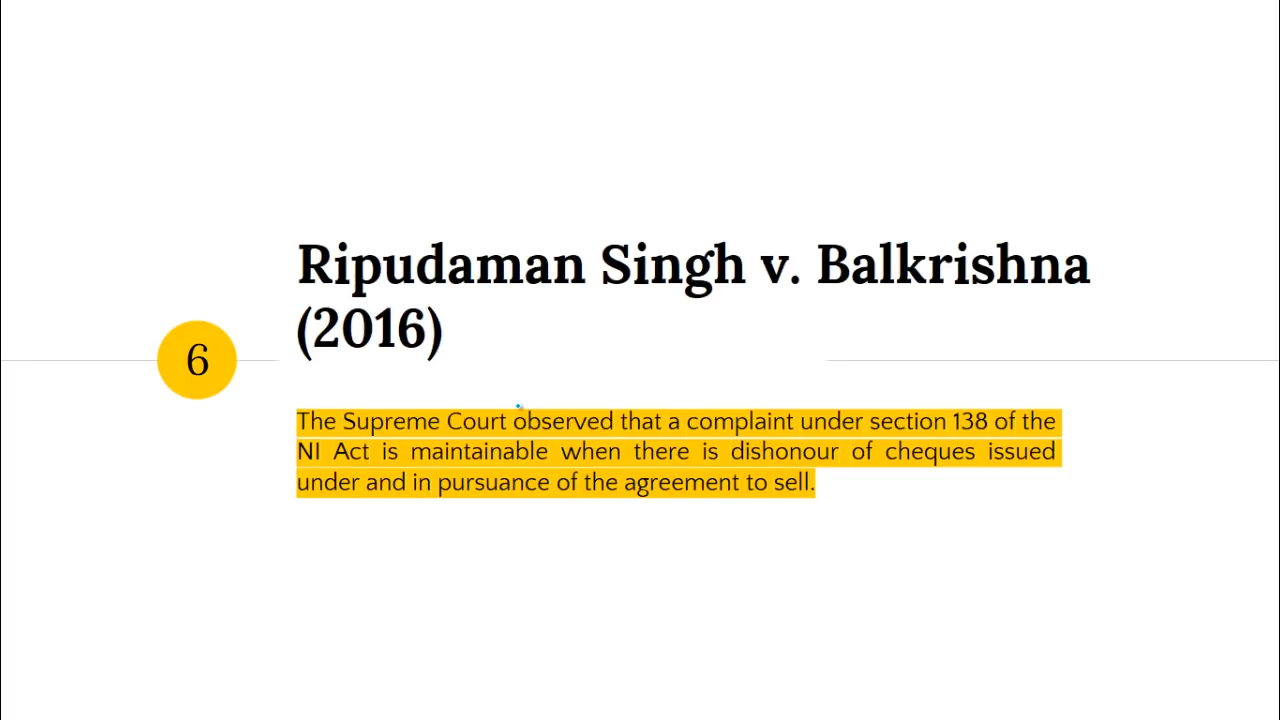 Ripudaman Singh v. Balkrishna
(2016)
6
The Supreme Court observed that a complaint under section 138 of the
NI Act is maintainable when there is dishonour of cheques issued
under and in pursuance of the agreement to sell.